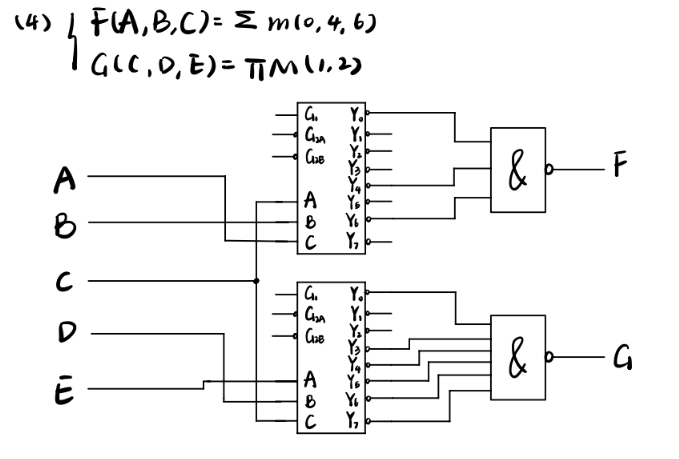 (4) { F(A,B,C)= Σ m(0,4,6)
G(C,D,E)= πM(1,2)
G₁ Y₀
G₂A Y₁
Y₂
G₂B Y₃
Y₄
A Y₅
B Y₆
C Y₇
& F
A
B
C
D
E
G₁ Y₀
G₂A Y₁
Y₂
G₂B Y₃
Y₄
A Y₅
B Y₆
C Y₇
& G